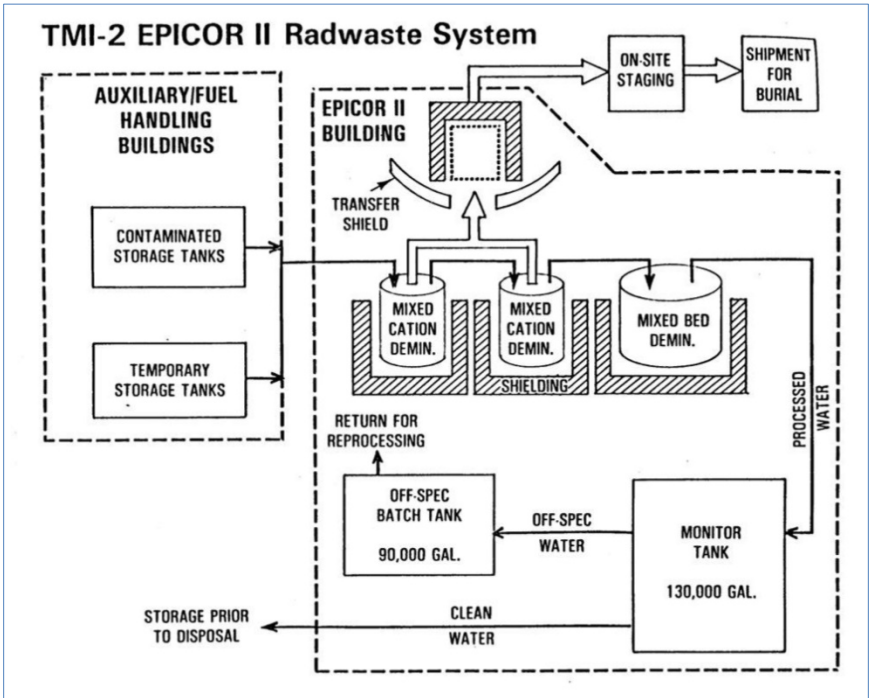 TMI-2 EPICOR II Radwaste System
AUXILIARY/FUEL
HANDLING
BUILDINGS
CONTAMINATED
STORAGE TANKS
TEMPORARY
STORAGE TANKS
EPICOR II
BUILDING
TRANSFER
SHIELD
ON-SITE
STAGING
SHIPMENT
FOR
BURIAL
MIXED
CATION
DEMIN.
MIXED
CATION
DEMIN.
MIXED BED
DEMIN.
SHIELDING
PROCESSED
WATER
RETURN FOR
REPROCESSING
OFF-SPEC
BATCH TANK
90,000 GAL.
OFF-SPEC
WATER
MONITOR
TANK
130,000 GAL.
CLEAN
WATER
STORAGE PRIOR
TO DISPOSAL